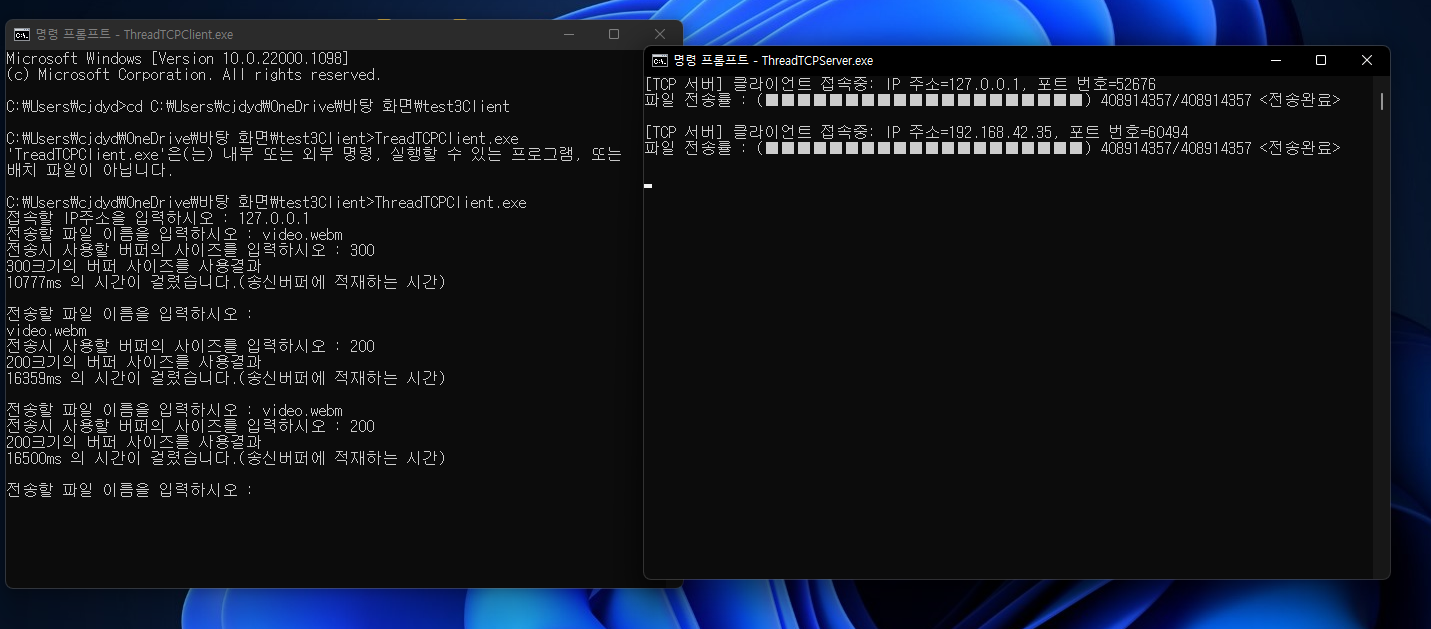 명령 프롬프트 - ThreadTCPClient.exe
Microsoft Windows [Version 10.0.22000.1098]
(c) Microsoft Corporation. All rights reserved.
C:₩Users₩cjdyd>cd C:₩Users₩cjdyd₩OneDrive₩바탕 화면₩test3Client
C:₩Users₩cjdyd₩OneDrive₩바탕 화면₩test3Client>TreadTCPClient.exe
'TreadTCPClient.exe'은(는) 내부 또는 외부 명령, 실행할 수 있는 프로그램, 또는
배치 파일이 아닙니다.
C:₩Users₩cjdyd₩OneDrive₩바탕 화면₩test3Client>ThreadTCPClient.exe
접속할 IP주소을 입력하시오 : 127.0.0.1
전송할 파일 이름을 입력하시오 : video.webm
전송시 사용할 버퍼의 사이즈를 입력하시오 : 300
300크기의 버퍼 사이즈를 사용결과
10777ms 의 시간이 걸렸습니다.(송신버퍼에 적재하는 시간)
전송할 파일 이름을 입력하시오 :
video.webm
전송시 사용할 버퍼의 사이즈를 입력하시오 : 200
200크기의 버퍼 사이즈를 사용결과
16359ms 의 시간이 걸렸습니다.(송신버퍼에 적재하는 시간)
전송할 파일 이름을 입력하시오 : video.webm
전송시 사용할 버퍼의 사이즈를 입력하시오 : 200
200크기의 버퍼 사이즈를 사용결과
16500ms 의 시간이 걸렸습니다.(송신버퍼에 적재하는 시간)
전송할 파일 이름을 입력하시오 :
명령 프롬프트 - ThreadTCPServer.exe
[TCP 서버] 클라이언트 접속중: IP 주소=127.0.0.1, 포트 번호=52676
파일 전송률 : (■■■■■■■■■■■■■■■■■■■■) 408914357/408914357 <전송완료>
[TCP 서버] 클라이언트 접속중: IP 주소=192.168.42.35, 포트 번호=60494
파일 전송률 : (■■■■■■■■■■■■■■■■■■■■) 408914357/408914357 <전송완료>